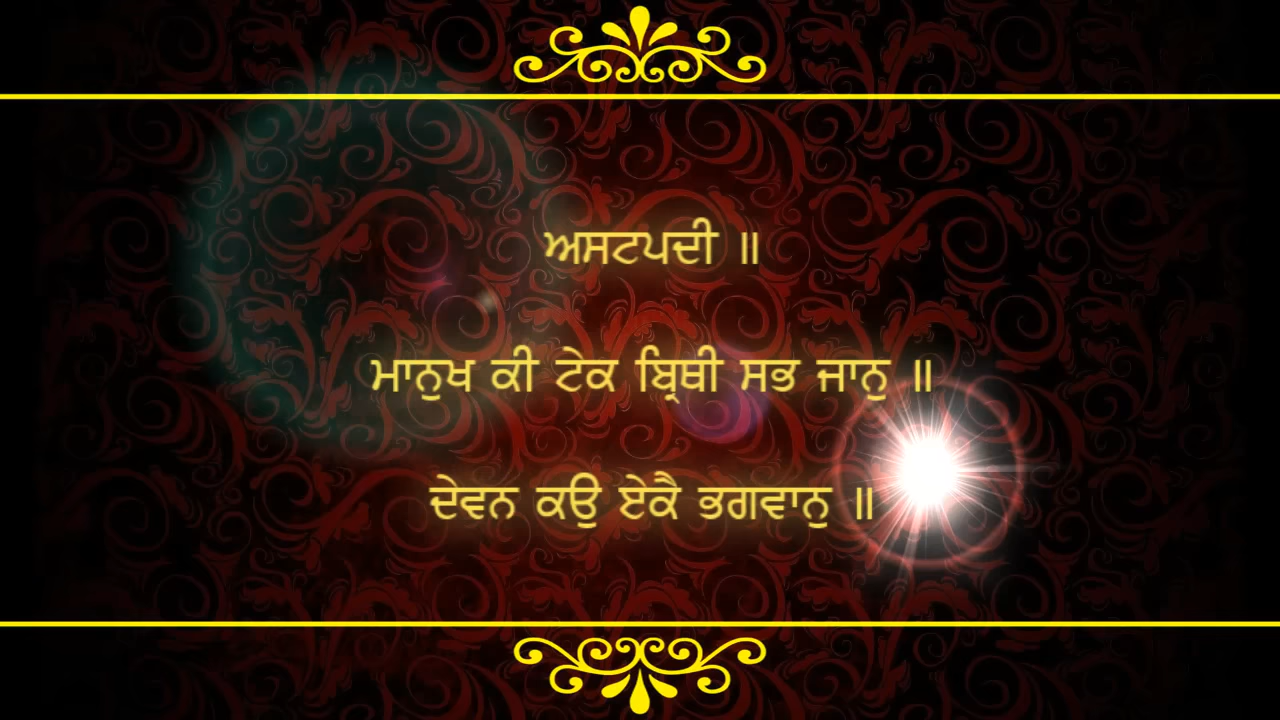 ਅਸਟਪਦੀ ॥
ਮਾਨੁਖ ਕੀ ਟੇਕ ਬ੍ਰਿਥੀ ਸਭ ਜਾਨੁ ॥
ਦੇਵਨ ਕਉ ਏਕੈ ਭਗਵਾਨੁ ॥